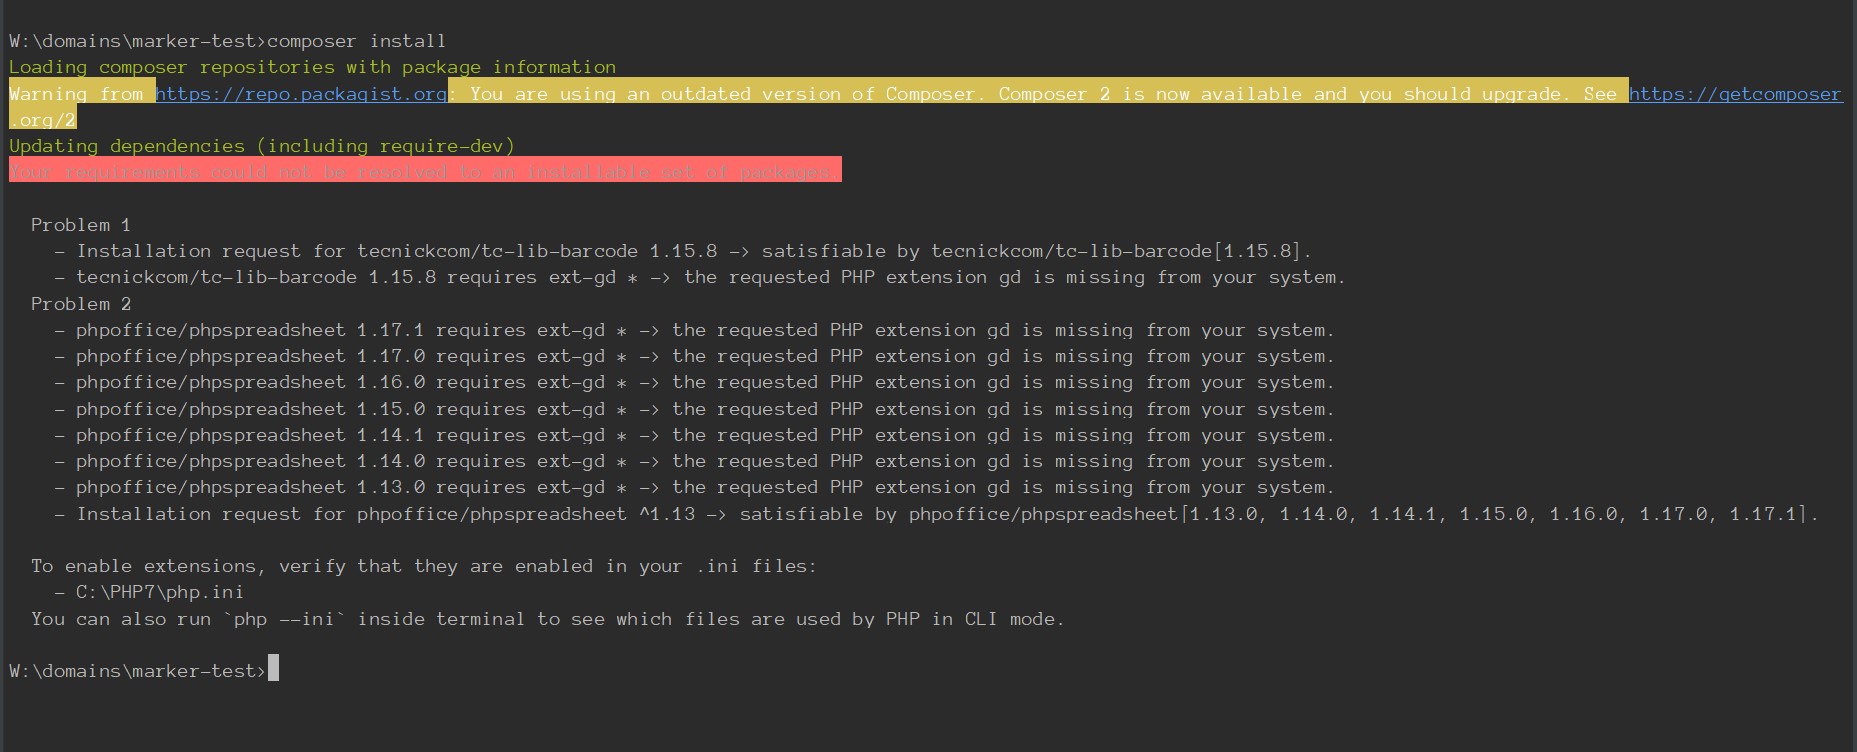 W:\domains\marker-test>composer install
Loading composer repositories with package information
Warning from https://repo.packagist.org: You are using an outdated version of Composer. Composer 2 is now available and you should upgrade. See https://getcomposer
.org/2
Updating dependencies (including require-dev)
Your requirements could not be resolved to an installable set of packages.
Problem 1
- Installation request for tecnickcom/tc-lib-barcode 1.15.8 -> satisfiable by tecnickcom/tc-lib-barcode[1.15.8].
- tecnickcom/tc-lib-barcode 1.15.8 requires ext-gd * -> the requested PHP extension gd is missing from your system.
Problem 2
- phpoffice/phpspreadsheet 1.17.1 requires ext-gd * -> the requested PHP extension gd is missing from your system.
- phpoffice/phpspreadsheet 1.17.0 requires ext-gd * -> the requested PHP extension gd is missing from your system.
- phpoffice/phpspreadsheet 1.16.0 requires ext-gd * -> the requested PHP extension gd is missing from your system.
- phpoffice/phpspreadsheet 1.15.0 requires ext-gd * -> the requested PHP extension gd is missing from your system.
- phpoffice/phpspreadsheet 1.14.1 requires ext-gd * -> the requested PHP extension gd is missing from your system.
- phpoffice/phpspreadsheet 1.14.0 requires ext-gd * -> the requested PHP extension gd is missing from your system.
- phpoffice/phpspreadsheet 1.13.0 requires ext-gd * -> the requested PHP extension gd is missing from your system.
- Installation request for phpoffice/phpspreadsheet ^1.13 -> satisfiable by phpoffice/phpspreadsheet[1.13.0, 1.14.0, 1.14.1, 1.15.0, 1.16.0, 1.17.0, 1.17.1].
To enable extensions, verify that they are enabled in your .ini files:
- C:\PHP7\php.ini
You can also run `php --ini` inside terminal to see which files are used by PHP in CLI mode.
W:\domains\marker-test>